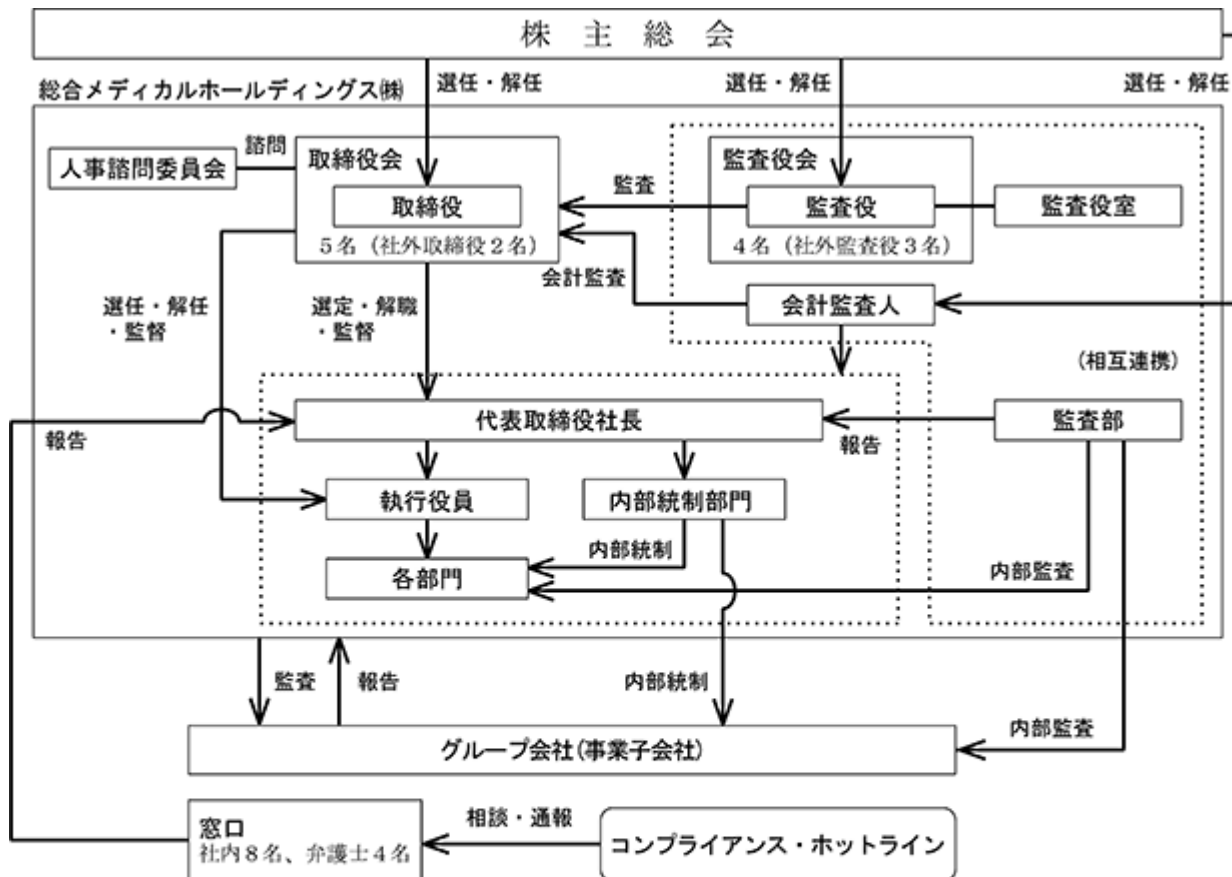 株主総会
総合メディカルホールディングス㈱
選任・解任
選任・解任
選任・解任
人事諮問委員会
諮問
取締役会
取締役
5名（社外取締役2名）
監査
監査役会
監査役
4名（社外監査役3名）
監査役室
会計監査
会計監査人
選任・解任
・監督
選定・解職
・監督
(相互連携)
報告
代表取締役社長
報告
監査部
執行役員
内部統制部門
内部統制
各部門
内部監査
監査
報告
内部統制
内部監査
グループ会社(事業子会社)
窓口
社内8名、弁護士4名
相談・通報
コンプライアンス・ホットライン